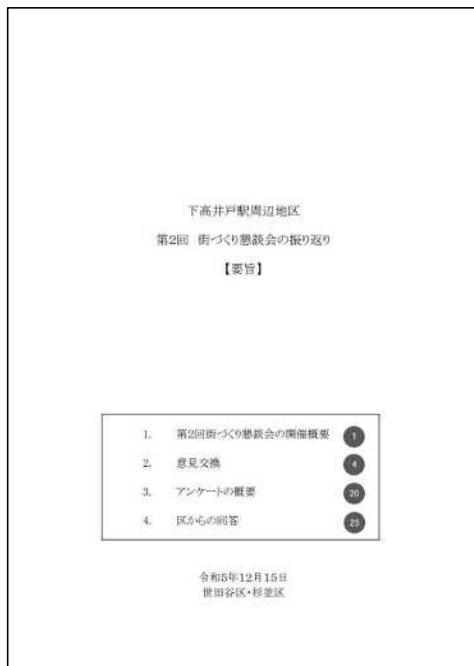 下高井戸駅周辺地区
第2回 街づくり懇談会の振り返り
【要旨】
1. 第2回街づくり懇談会の開催概要 1
2. 意見交換 4
3. アンケートの概要 20
4. 区からの回答 25
令和5年12月15日
世田谷区・杉並区